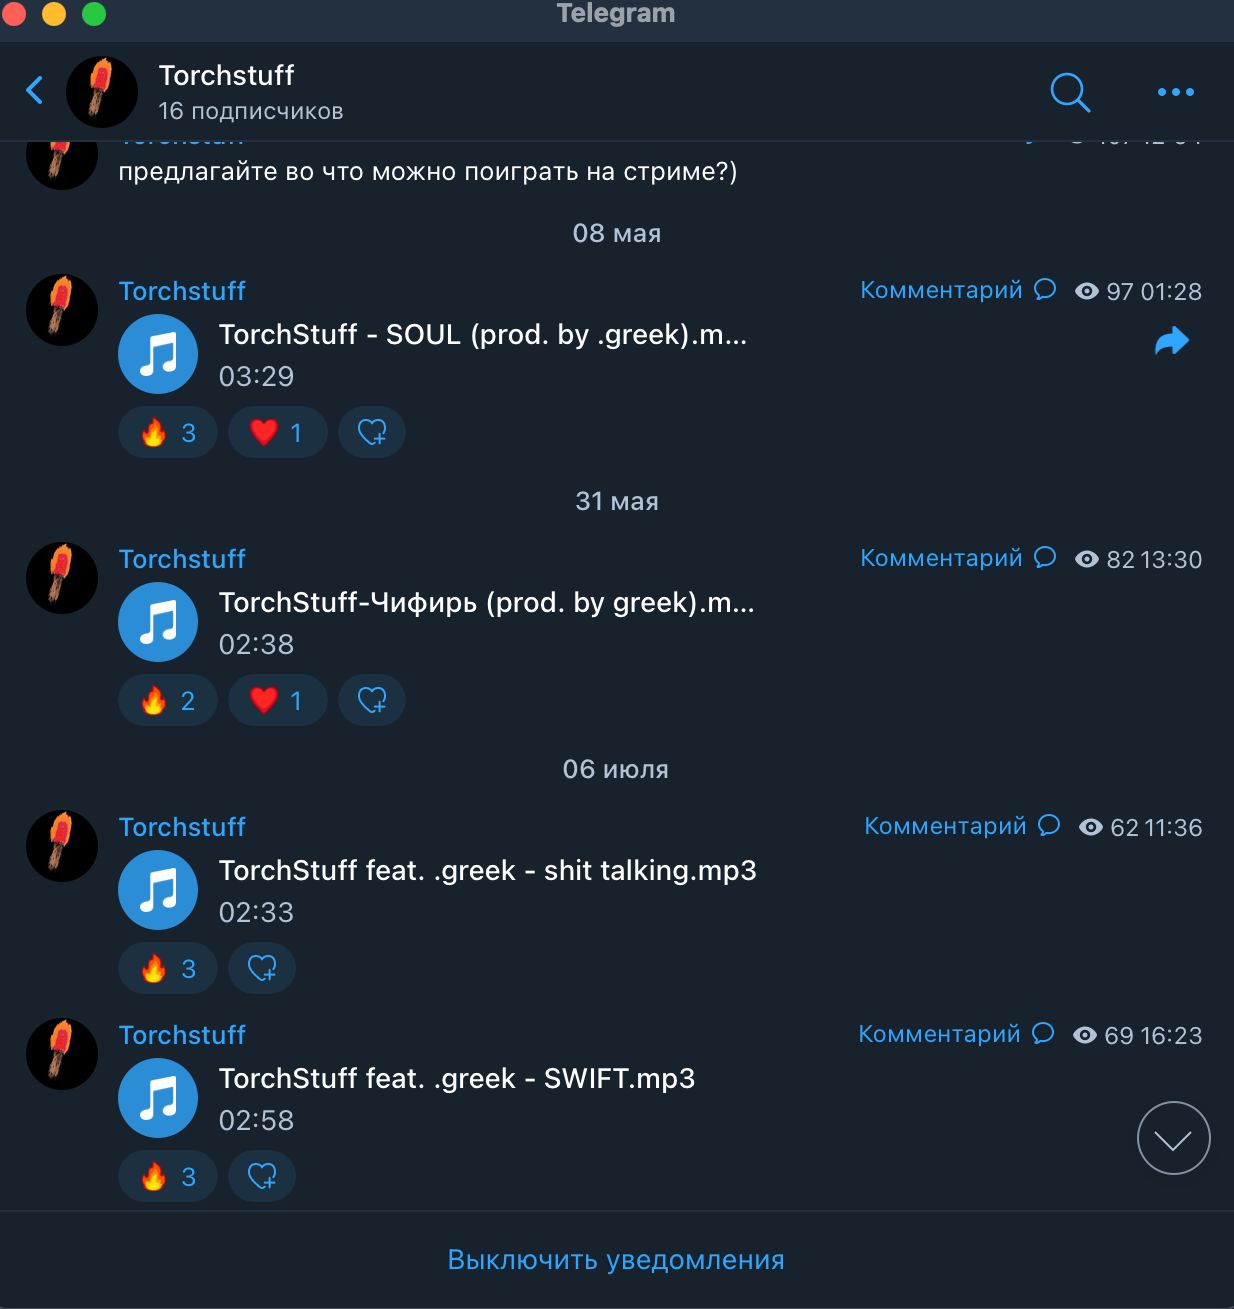 Telegram
Torchstuff
16 подписчиков
предлагайте во что можно поиграть на стриме?)
08 мая
Torchstuff
Комментарий 97 01:28
TorchStuff - SOUL (prod. by .greek).m...
03:29
3 1
31 мая
Torchstuff
Комментарий 82 13:30
TorchStuff-Чифирь (prod. by greek).m...
02:38
2 1
06 июля
Torchstuff
Комментарий 62 11:36
TorchStuff feat. .greek - shit talking.mp3
02:33
3
Torchstuff
Комментарий 69 16:23
TorchStuff feat. .greek - SWIFT.mp3
02:58
3
Выключить уведомления